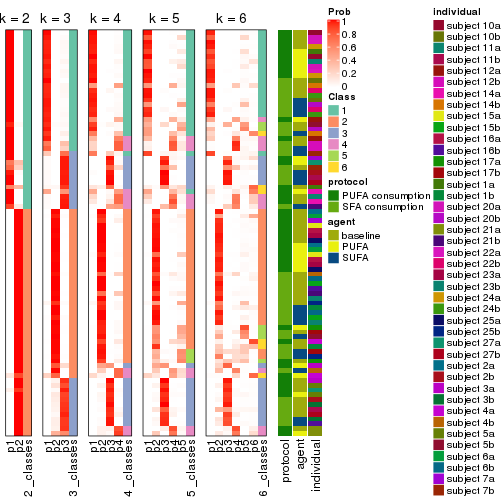 k = 2 k = 3 k = 4 k = 5 k = 6
p1 p2 2_classes
p1 p2 p3 3_classes
p1 p2 p3 p4 4_classes
p1 p2 p3 p4 p5 5_classes
p1 p2 p3 p4 p5 p6 6_classes
protocol
agent
individual
Prob
1
0.8
0.6
0.4
0.2
0
Class
1
2
3
4
5
6
protocol
PUFA consumption
SFA consumption
agent
baseline
PUFA
SUFA
individual
subject 10a
subject 10b
subject 11a
subject 11b
subject 12a
subject 12b
subject 14a
subject 14b
subject 15a
subject 15b
subject 16a
subject 16b
subject 17a
subject 17b
subject 1a
subject 1b
subject 20a
subject 20b
subject 21a
subject 21b
subject 22a
subject 22b
subject 23a
subject 23b
subject 24a
subject 24b
subject 25a
subject 25b
subject 27a
subject 27b
subject 2a
subject 2b
subject 3a
subject 3b
subject 4a
subject 4b
subject 5a
subject 5b
subject 6a
subject 6b
subject 7a
subject 7b